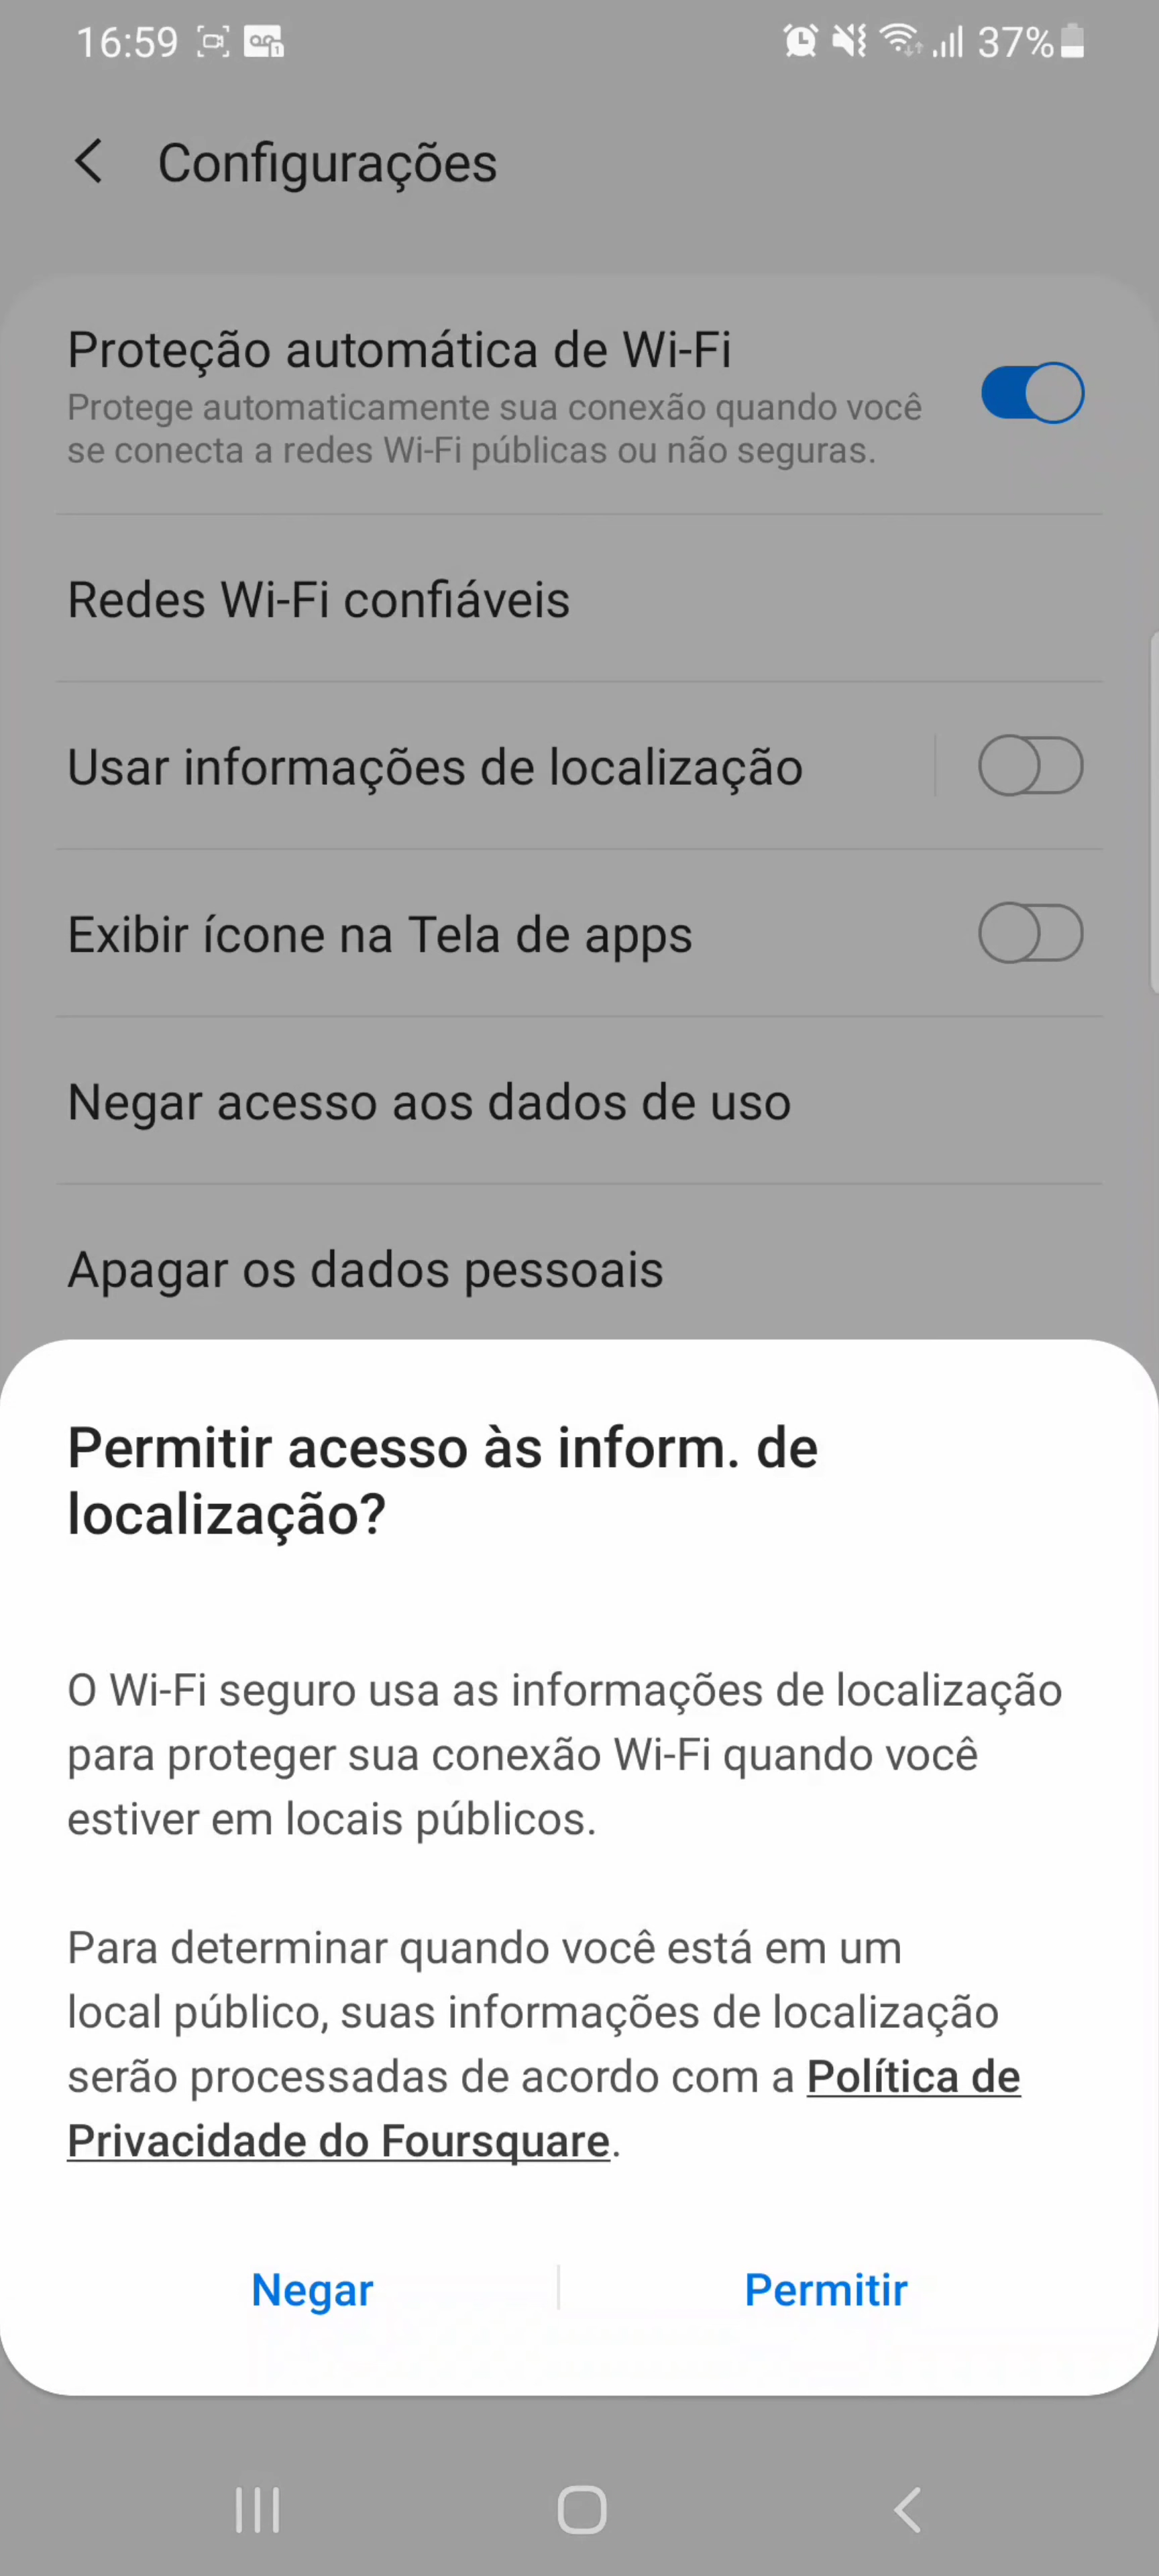 16:59
37%
Configurações
Proteção automática de Wi-Fi
Protege automaticamente sua conexão quando você
se conecta a redes Wi-Fi públicas ou não seguras.
Redes Wi-Fi confiáveis
Usar informações de localização
Exibir ícone na Tela de apps
Negar acesso aos dados de uso
Apagar os dados pessoais
Permitir acesso às inform. de
localização?
O Wi-Fi seguro usa as informações de localização
para proteger sua conexão Wi-Fi quando você
estiver em locais públicos.
Para determinar quando você está em um
local público, suas informações de localização
serão processadas de acordo com a Política de
Privacidade do Foursquare.
Negar
Permitir